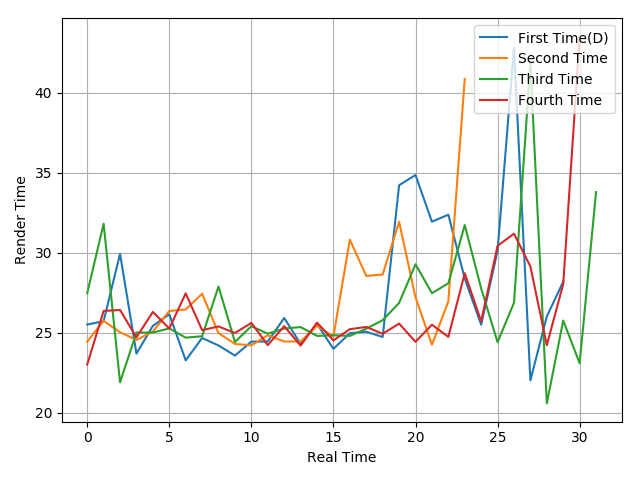 First Time(D)
Second Time
Third Time
Fourth Time
40
35
30
25
20
Render Time
0 5 10 15 20 25 30
Real Time